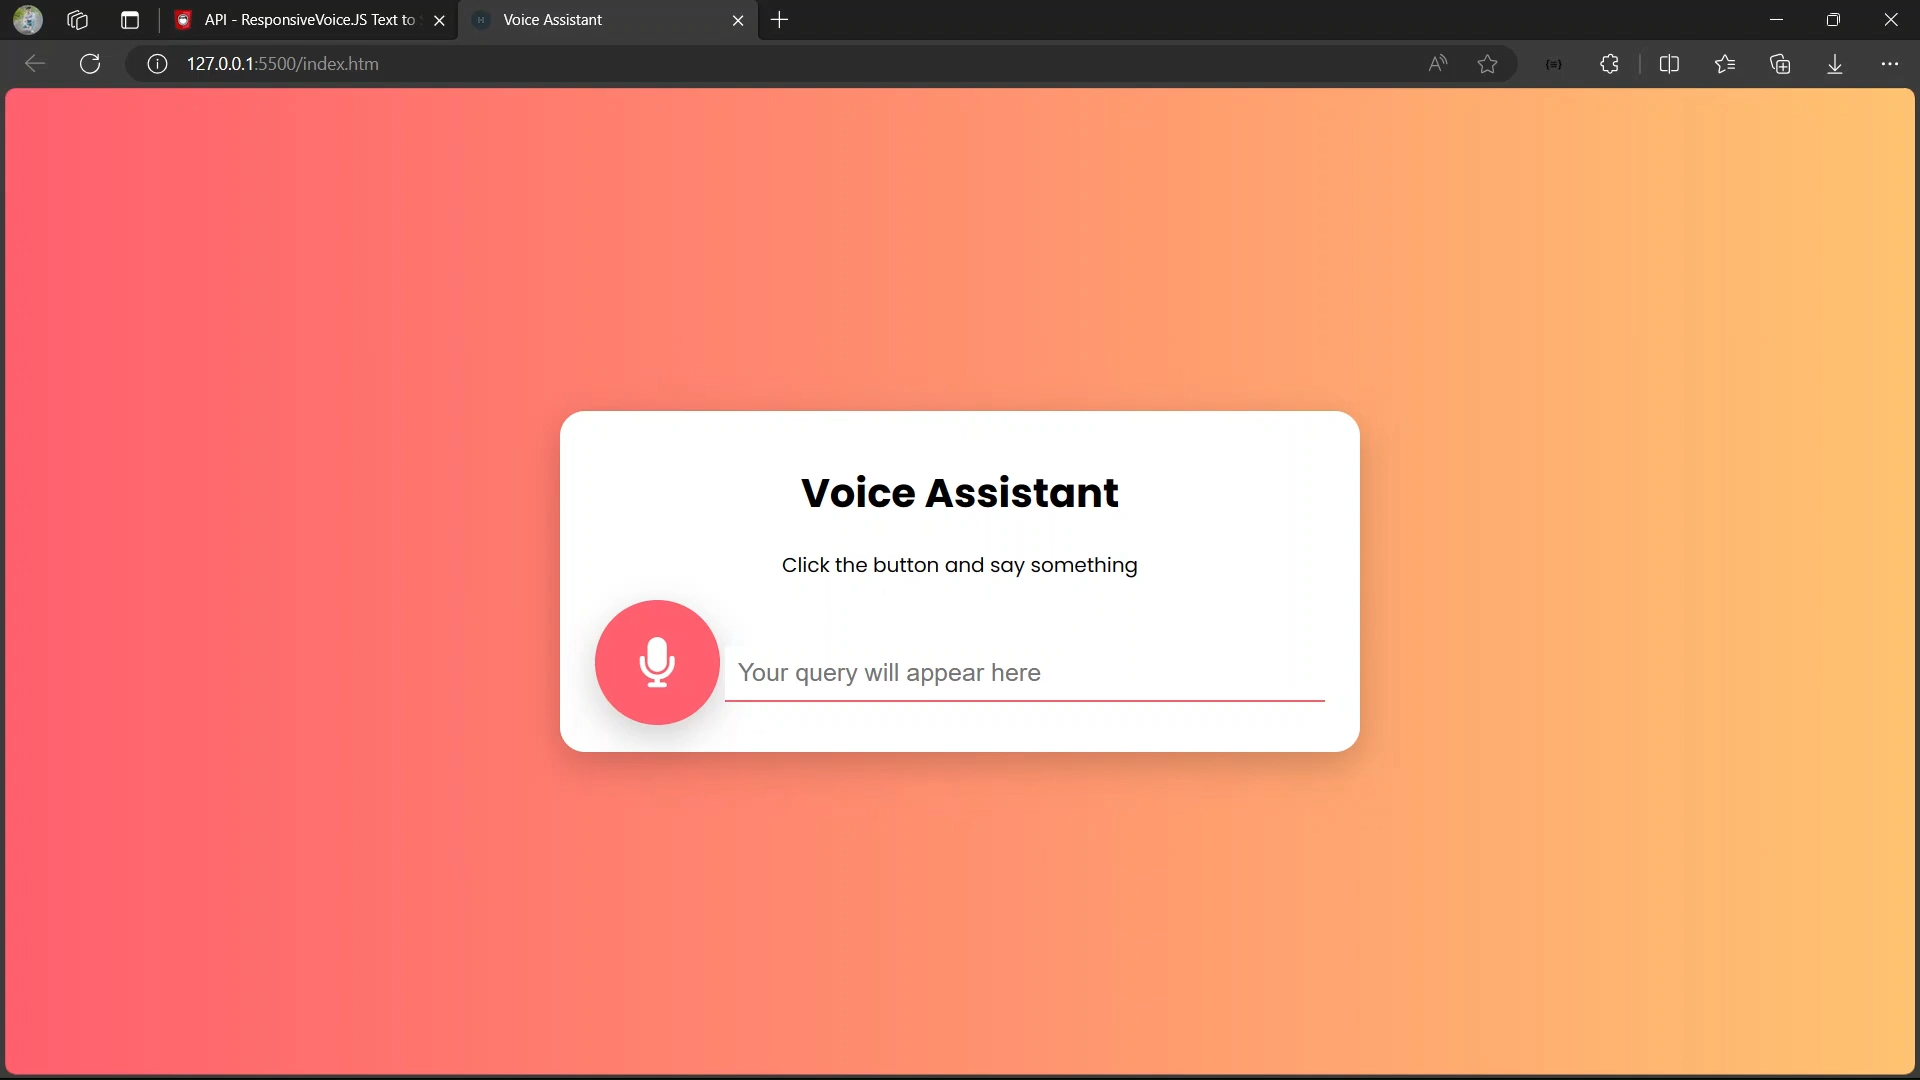 API - ResponsiveVoice.JS Text to
Voice Assistant
127.0.0.1:5500/index.htm
Voice Assistant
Click the button and say something
Your query will appear here